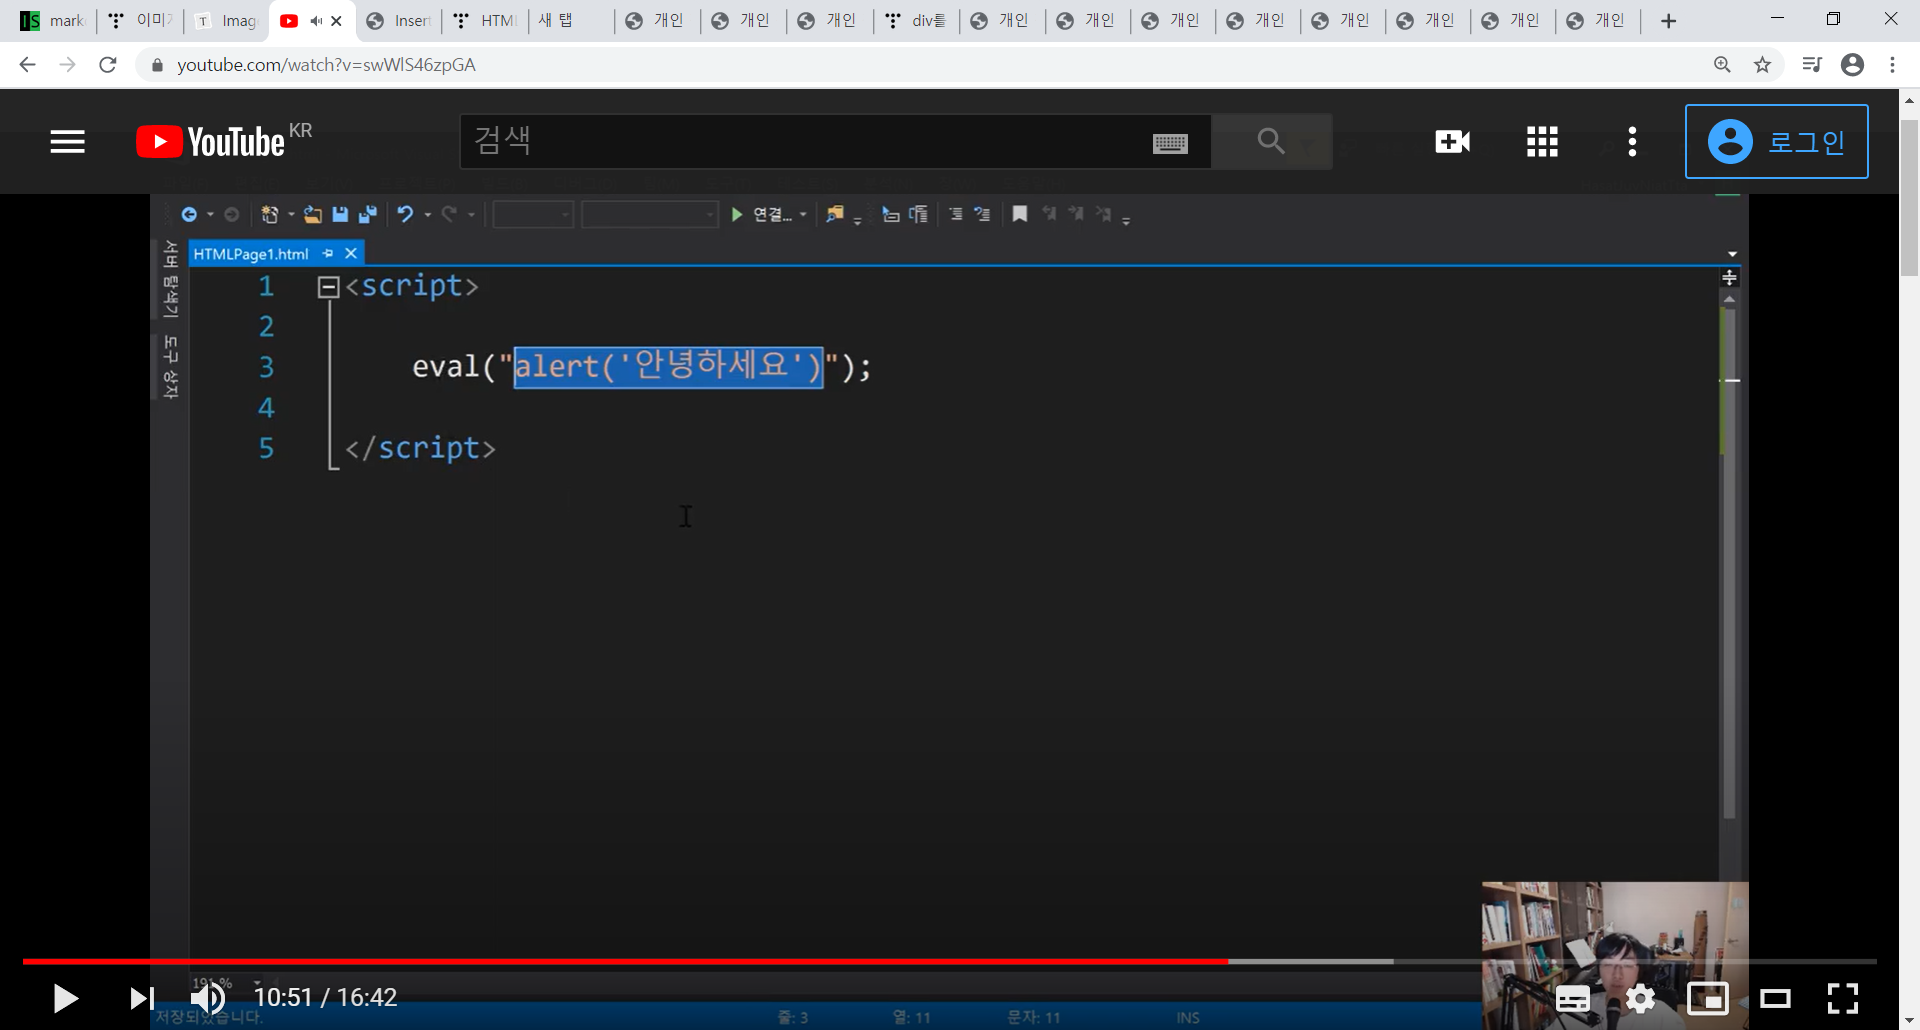 mark
이미
Imag
Inser
HTM
새 탭
개인
개인
개인
div를
개인
개인
개인
개인
개인
개인
개인
개인
youtube.com/watch?v=swWlS46zpGA
YouTube KR
검색
로그인
연결...
HTMLPage1.html
서버 탐색기
도구 상자
1 <script>
2
3 eval("alert('안녕하세요')");
4
5 </script>
191 %
10:51 / 16:42
저장되었습니다.
줄: 3
열: 11
문자: 11
INS